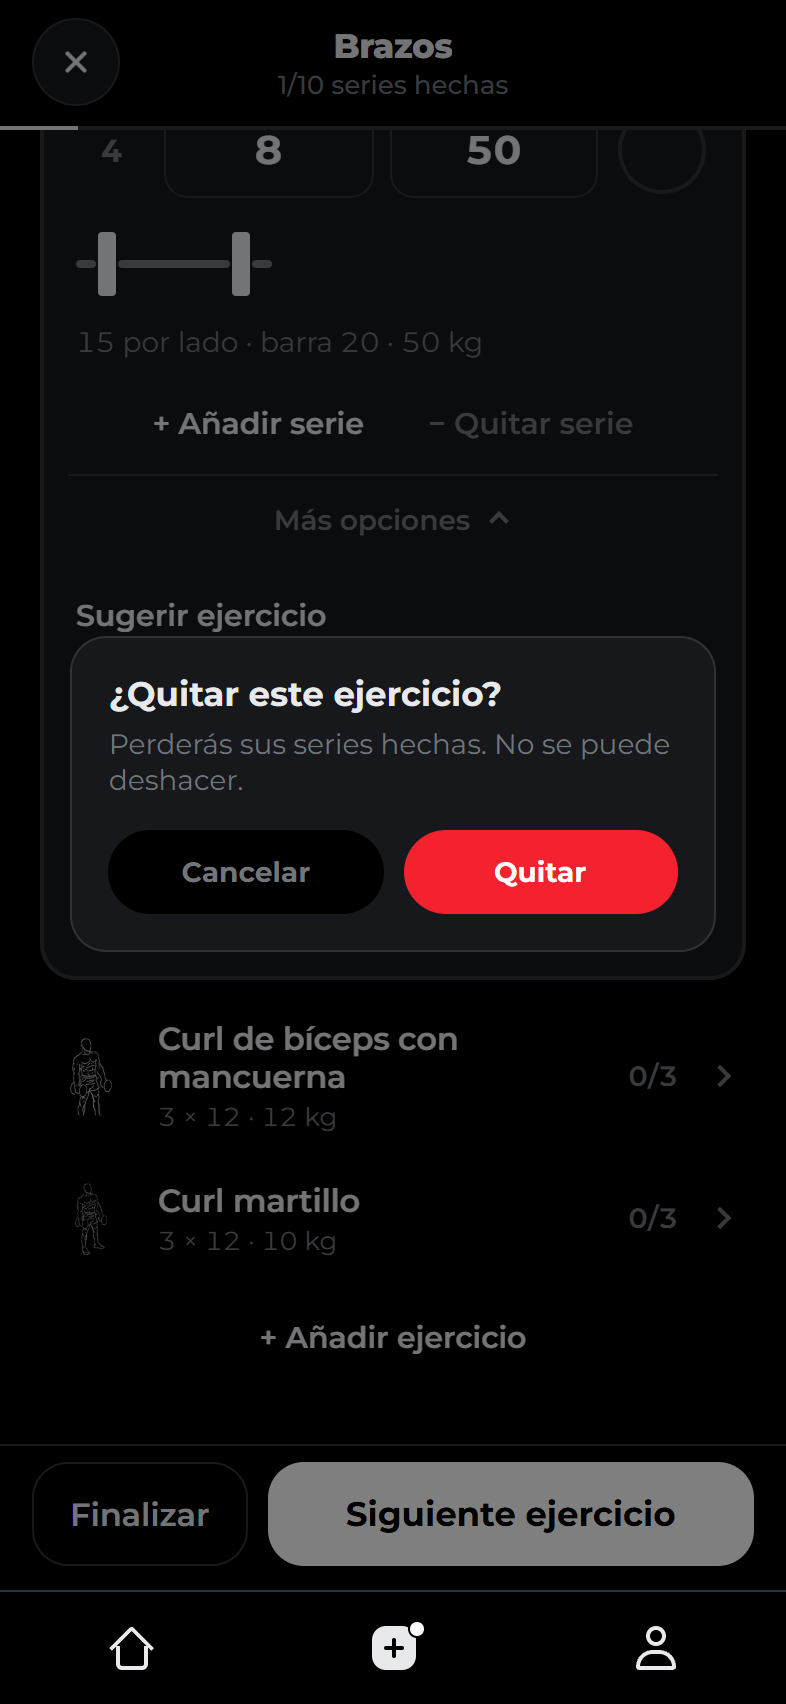 Brazos
1/10 series hechas
4 8 50
15 por lado · barra 20 · 50 kg
+ Añadir serie − Quitar serie
Más opciones
Sugerir ejercicio
¿Quitar este ejercicio?
Perderás sus series hechas. No se puede
deshacer.
Cancelar Quitar
Curl de bíceps con
mancuerna
3 × 12 · 12 kg
0/3
Curl martillo
3 × 12 · 10 kg
0/3
+ Añadir ejercicio
Finalizar Siguiente ejercicio